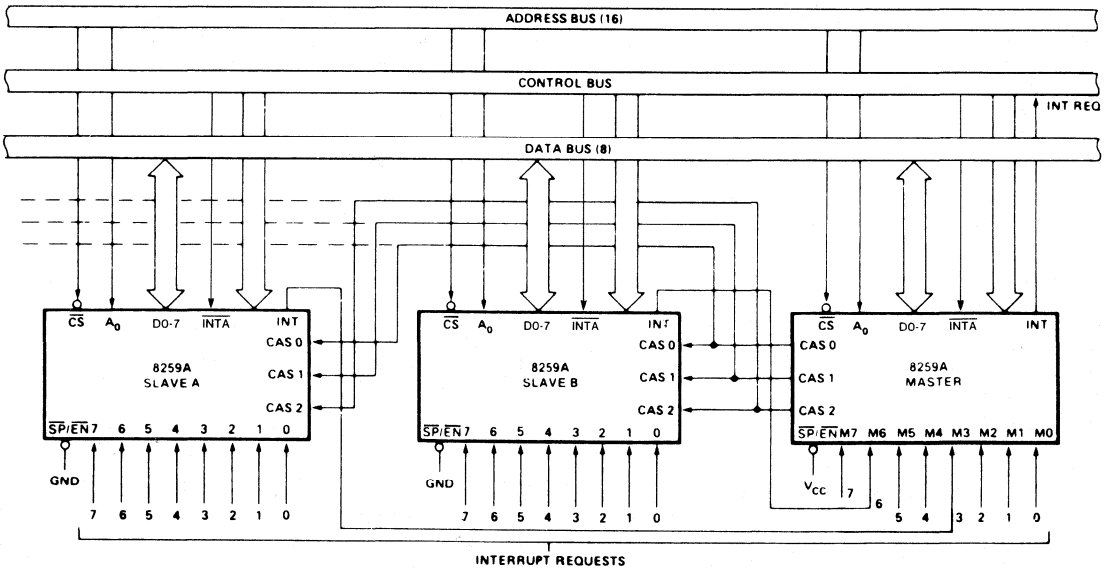 ADDRESS BUS (16)
CONTROL BUS
INT REQ
DATA BUS (8)
CS A0 D0-7 INTA INT
CAS 0
8259A
SLAVE A
CAS 1
CAS 2
SP/EN 7 6 5 4 3 2 1 0
GND
7 6 5 4 3 2 1 0
CS A0 D0-7 INTA INT
CAS 0
8259A
SLAVE B
CAS 1
CAS 2
SP/EN 7 6 5 4 3 2 1 0
GND
7 6 5 4 3 2 1 0
CS A0 D0-7 INTA INT
CAS 0
8259A
MASTER
CAS 1
CAS 2
SP/EN M7 M6 M5 M4 M3 M2 M1 M0
VCC
7 6 5 4 3 2 1 0
INTERRUPT REQUESTS